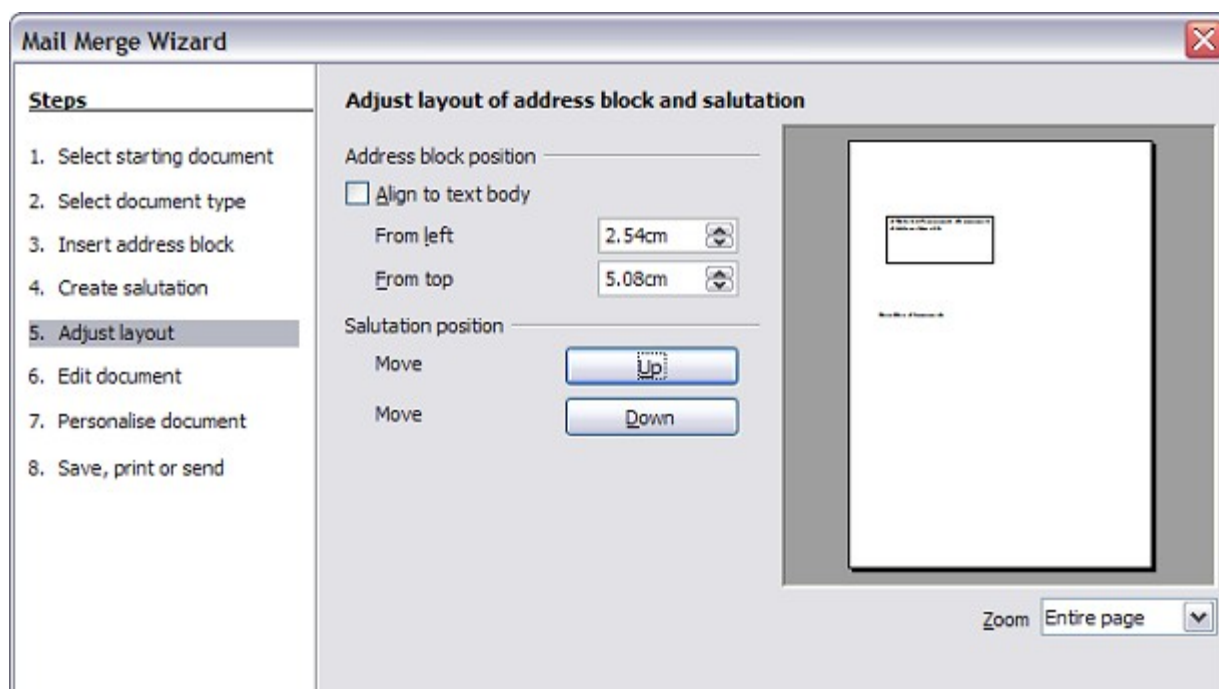 Mail Merge Wizard
Steps
1. Select starting document
2. Select document type
3. Insert address block
4. Create salutation
5. Adjust layout
6. Edit document
7. Personalise document
8. Save, print or send
Adjust layout of address block and salutation
Address block position
Align to text body
From left 2.54cm
From top 5.08cm
Salutation position
Move Up
Move Down
Zoom Entire page